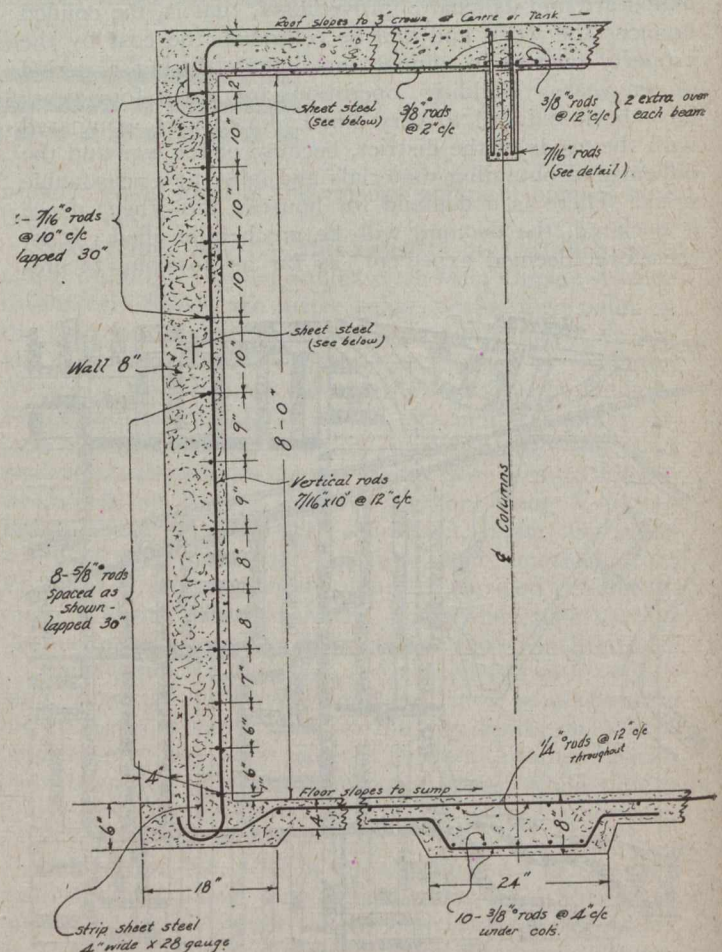 Roof slopes to 3" crown at Centre or Tank
2"
sheet steel
(see below)
3/8" rods
@ 2" c/c
3/8"° rods
@ 12" c/c } 2 extra over
each beam
7/16" rods
(see detail)
10"
10"
10"
10"
- 7/16"° rods
@ 10" c/c
lapped 30"
sheet steel
(see below)
Wall 8"
8'-0"
9"
9"
Vertical rods
7/16"x10' @ 12" c/c
℄ Columns
8"
8"
7"
6"
6"
8-5/8"° rods
spaced as
shown-
lapped 30"
1/4"° rods @ 12" c/c
throughout
4"
Floor slopes to sump
6"
4"
8"
18"
24"
10-3/8"° rods @ 4" c/c
under cols.
strip sheet steel
4" wide x 28 gauge